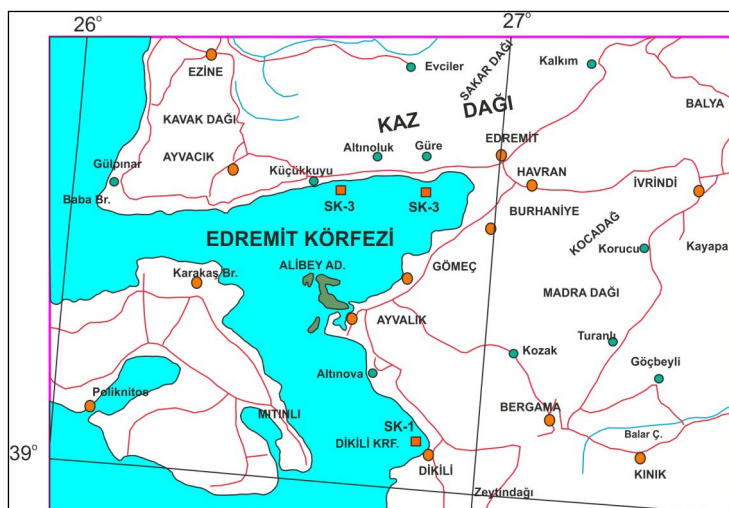 26°
27°
EZİNE
Evciler
SAKAR DAĞI
Kalkım
KAVAK DAĞI
KAZ
DAĞI
BALYA
Altınoluk
Güre
EDREMİT
Gülpınar
AYVACIK
Küçükkuyu
HAVRAN
İVRİNDİ
Baba Br.
SK-3
SK-3
BURHANİYE
EDREMİT KÖRFEZİ
KOCADAĞ
Korucu
Kayapa
ALİBEY AD.
GÖMEÇ
Karakaş Br.
MADRA DAĞI
AYVALIK
Turanlı
Kozak
Göçbeyli
Altınova
Poliknitos
MITINLI
BERGAMA
SK-1
DİKİLİ KRF.
Balar Ç.
39°
DİKİLİ
KINIK
Zeytindağı